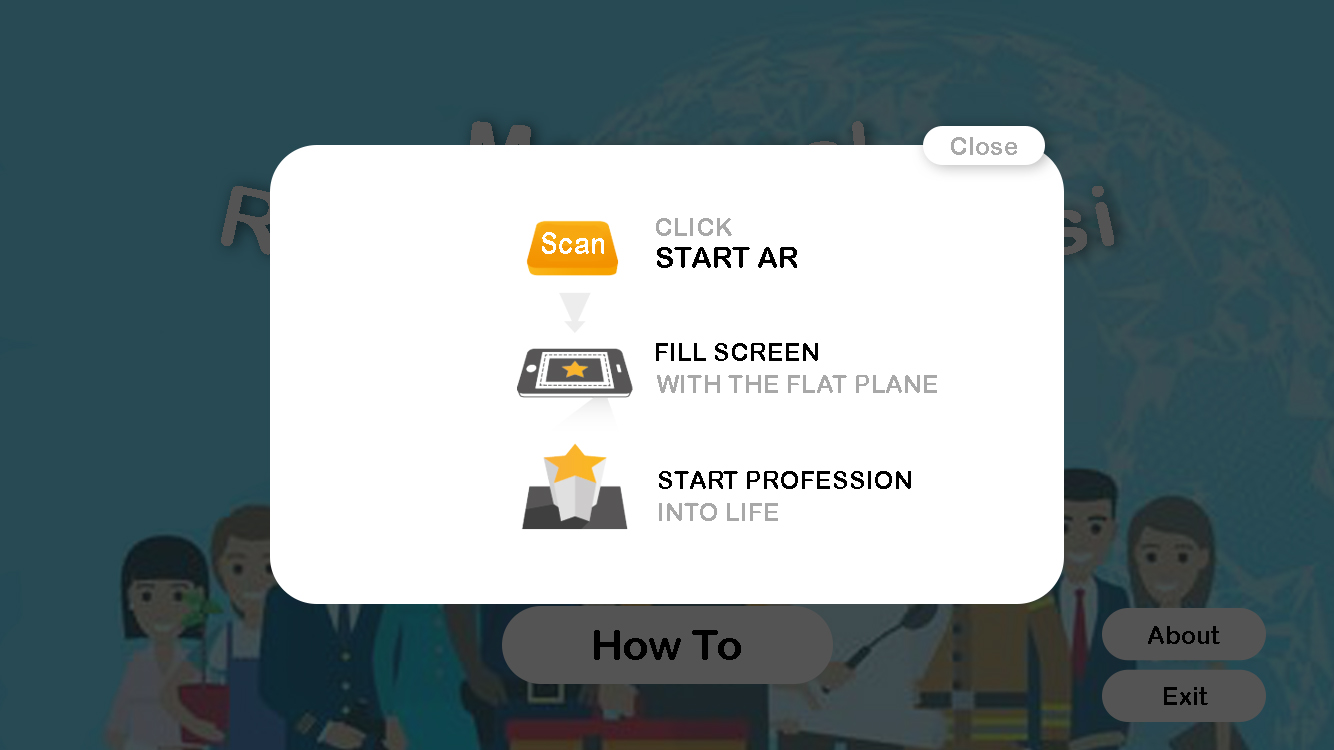 Close
Scan
CLICK
START AR
FILL SCREEN
WITH THE FLAT PLANE
START PROFESSION
INTO LIFE
How To
About
Exit